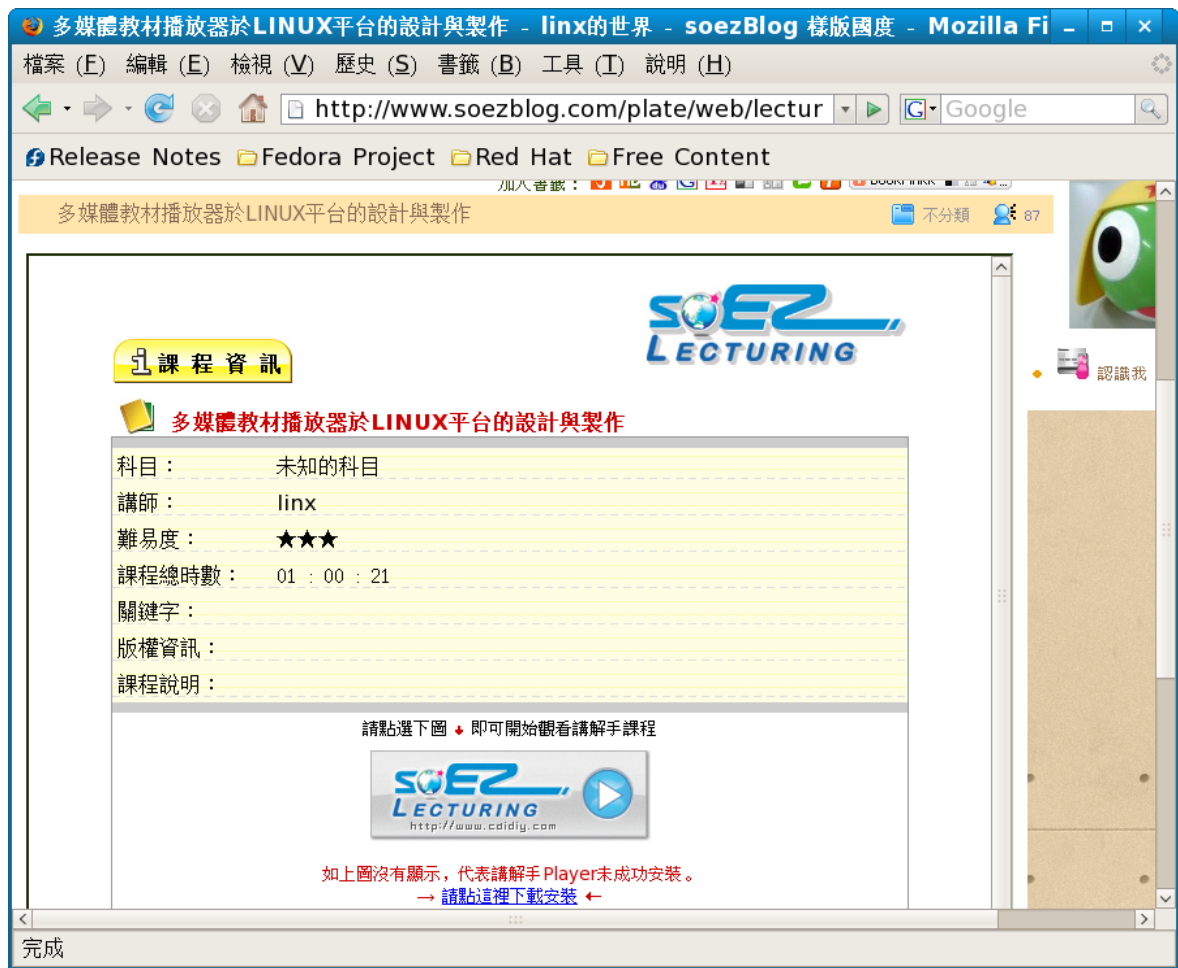 多媒體教材播放器於LINUX平台的設計與製作 - linx的世界 - soezBlog 樣版國度 - Mozilla Fi
檔案 (F) 編輯 (E) 檢視 (V) 歷史 (S) 書籤 (B) 工具 (T) 說明 (H)
http://www.soezblog.com/plate/web/lectur G Google
Release Notes Fedora Project Red Hat Free Content
加入書籤：
多媒體教材播放器於LINUX平台的設計與製作 不分類 87
SOEZ
LECTURING
課程資訊
認識我
多媒體教材播放器於LINUX平台的設計與製作
科目： 未知的科目
講師： linx
難易度： ★★★
課程總時數： 01 : 00 : 21
關鍵字：
版權資訊：
課程說明：
請點選下圖 即可開始觀看講解手課程
SOEZ
LECTURING
http://www.cdidiy.com
如上圖沒有顯示，代表講解手Player未成功安裝。
→ 請點這裡下載安裝 ←
完成